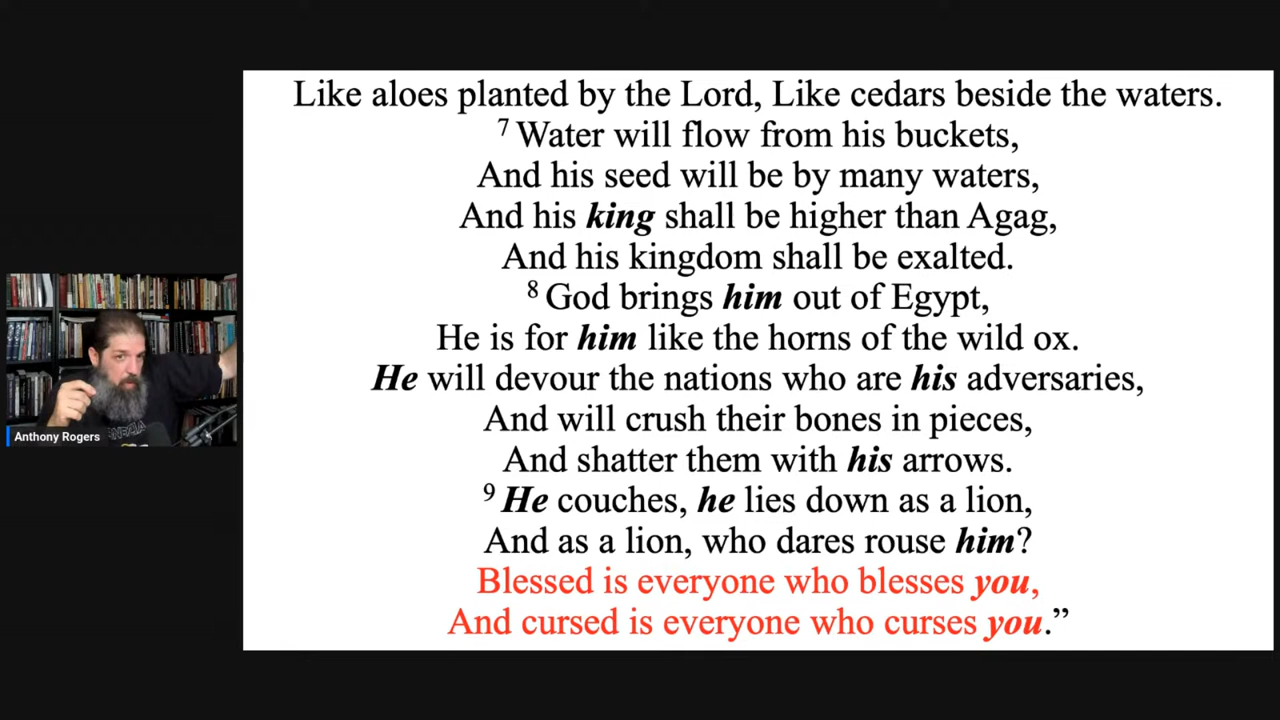 Like aloes planted by the Lord, Like cedars beside the waters.
7 Water will flow from his buckets,
And his seed will be by many waters,
And his king shall be higher than Agag,
And his kingdom shall be exalted.
8 God brings him out of Egypt,
He is for him like the horns of the wild ox.
He will devour the nations who are his adversaries,
And will crush their bones in pieces,
And shatter them with his arrows.
9 He couches, he lies down as a lion,
And as a lion, who dares rouse him?
Blessed is everyone who blesses you,
And cursed is everyone who curses you.”
Anthony Rogers